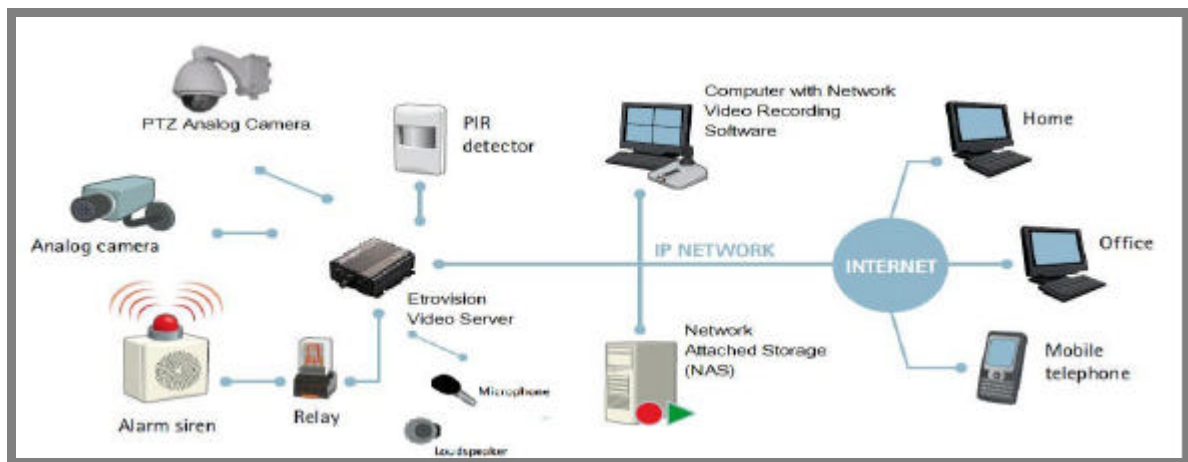 PTZ Analog Camera
PIR
detector
Computer with Network
Video Recording
Software
Home
Analog camera
IP NETWORK
INTERNET
Office
Etrovision
Video Server
Network
Attached Storage
(NAS)
Mobile
telephone
Microphone
Alarm siren
Relay
Loudspeaker